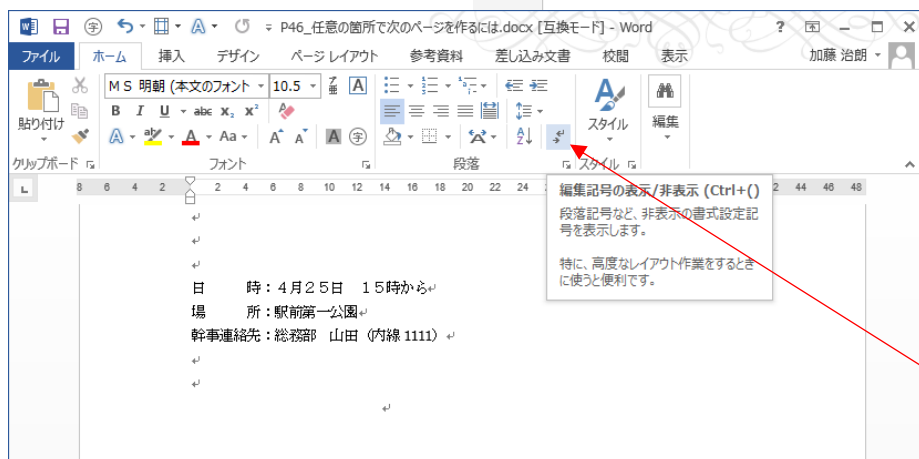 P46_任意の箇所で次のページを作るには.docx [互換モード] - Word
ファイル ホーム 挿入 デザイン ページ レイアウト 参考資料 差し込み文書 校閲 表示 加藤 治朗
ＭＳ 明朝 (本文のフォント 10.5
貼り付け スタイル 編集
クリップボード フォント 段落 スタイル
8 6 4 2 2 4 6 8 10 12 14 16 18 20 22 24 2 44 46 48
編集記号の表示/非表示 (Ctrl+()
段落記号など、非表示の書式設定記
号を表示します。
特に、高度なレイアウト作業をするとき
に使うと便利です。
日　　時：４月２５日　１５時から
場　　所：駅前第一公園
幹事連絡先：総務部　山田（内線 1111）